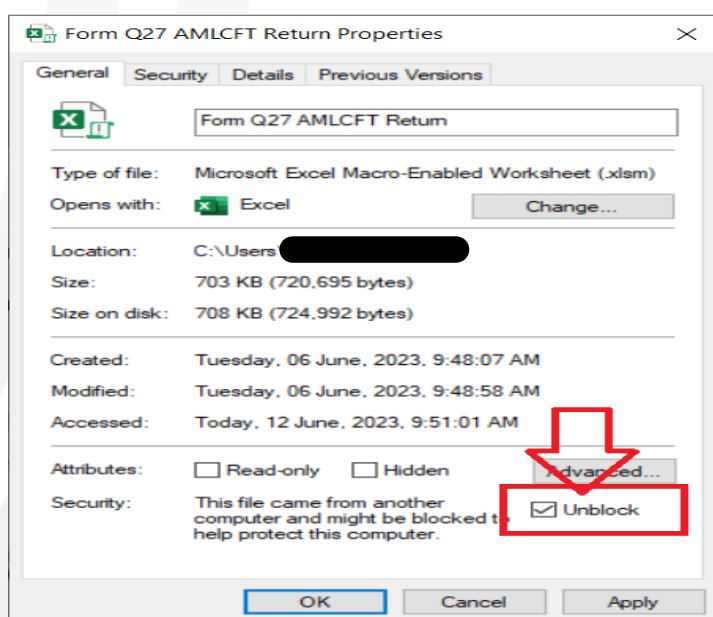 Form Q27 AMLCFT Return Properties
General Security Details Previous Versions
Form Q27 AMLCFT Return
Type of file: Microsoft Excel Macro-Enabled Worksheet (.xlsm)
Opens with: Excel Change...
Location: C:\Users\
Size: 703 KB (720,695 bytes)
Size on disk: 708 KB (724,992 bytes)
Created: Tuesday, 06 June, 2023, 9:48:07 AM
Modified: Tuesday, 06 June, 2023, 9:48:58 AM
Accessed: Today, 12 June, 2023, 9:51:01 AM
Attributes: Read-only Hidden Advanced...
Security: This file came from another
computer and might be blocked to Unblock
help protect this computer.
OK Cancel Apply